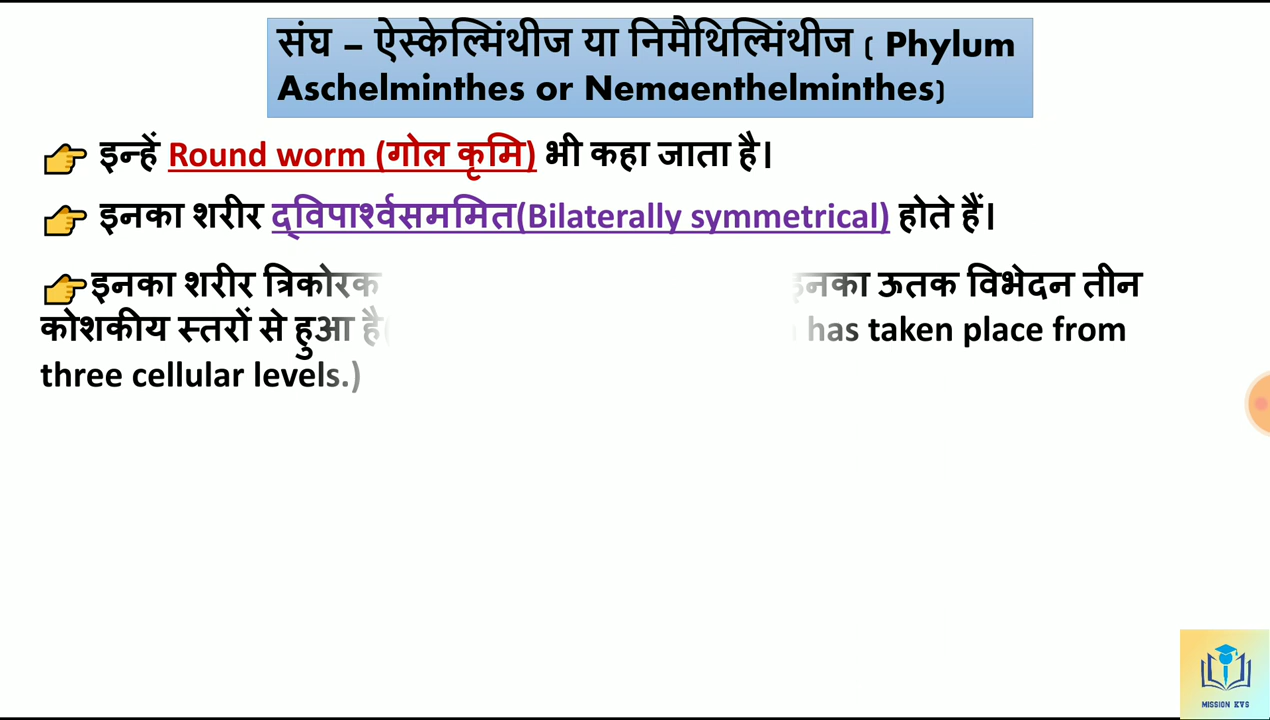 संघ – ऐस्केल्मिंथीज या निमैथिल्मिंथीज ( Phylum
Aschelminthes or Nemaenthelminthes)
इन्हें Round worm (गोल कृमि) भी कहा जाता है।
इनका शरीर द्विपार्श्वसममित(Bilaterally symmetrical) होते हैं।
इनका शरीर त्रिकोरक इनका ऊतक विभेदन तीन
कोशकीय स्तरों से हुआ है( has taken place from
three cellular levels.)
MISSION KVS